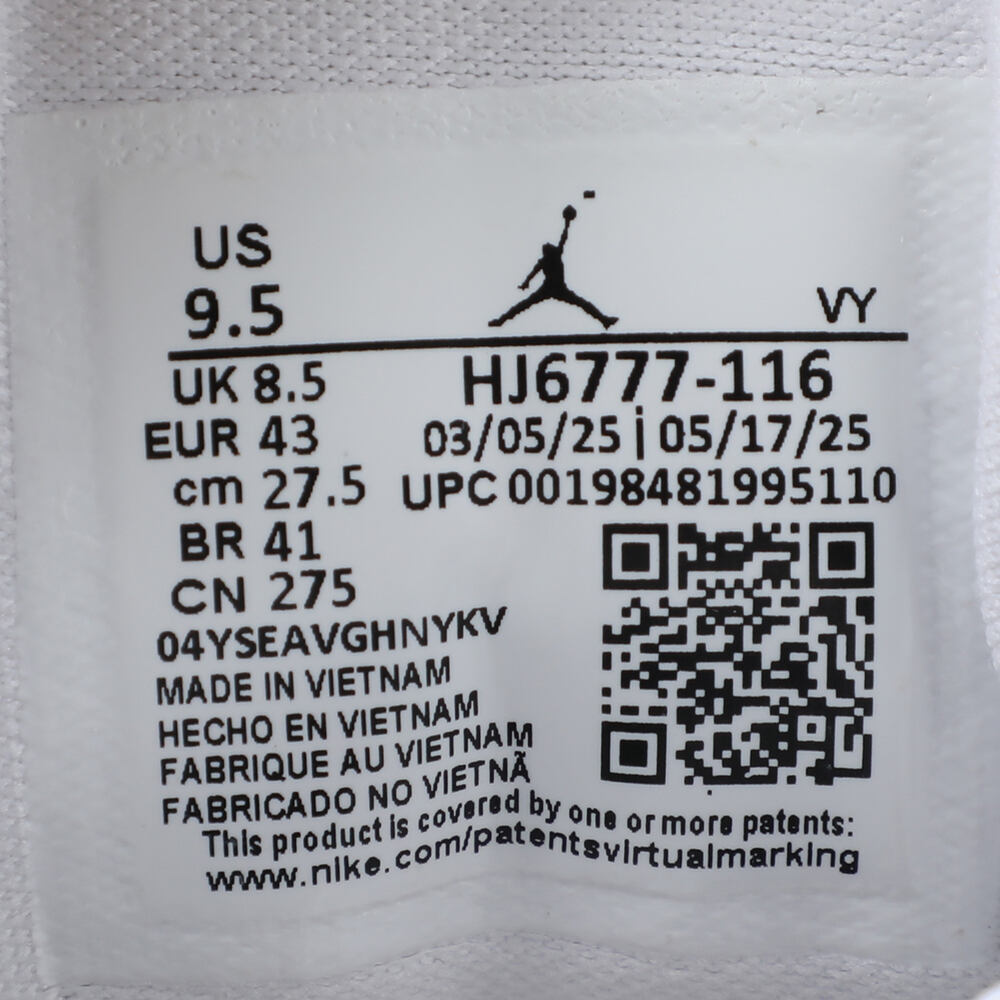 US
9.5
VY
UK 8.5
HJ6777-116
EUR 43
03/05/25 | 05/17/25
cm 27.5
UPC 00198481995110
BR 41
CN 275
04YSEAVGHNYKV
MADE IN VIETNAM
HECHO EN VIETNAM
FABRIQUE AU VIETNAM
FABRICADO NO VIETNÃ
This product is covered by one or more patents:
www.nike.com/patentsvirtualmarking